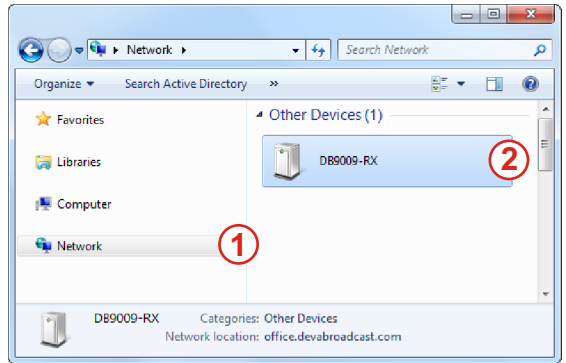 Network
Search Network
Organize
Search Active Directory
»
Favorites
Libraries
Computer
Network
1
Other Devices (1)
DB9009-RX
2
DB9009-RX
Categories: Other Devices
Network location: office.devabroadcast.com